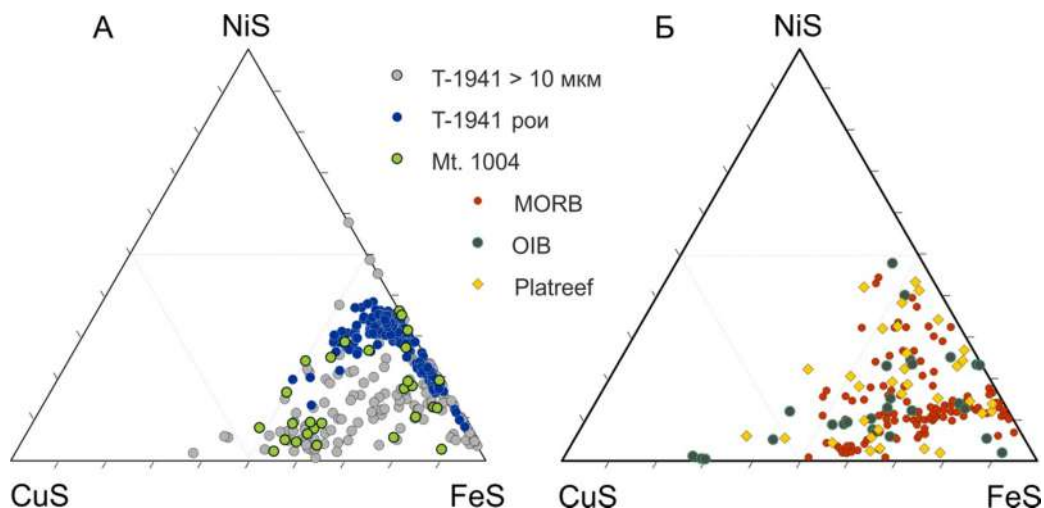 А
NiS
T-1941 > 10 мкм
T-1941 рои
Mt. 1004
CuS
FeS
Б
NiS
MORB
OIB
Platreef
CuS
FeS